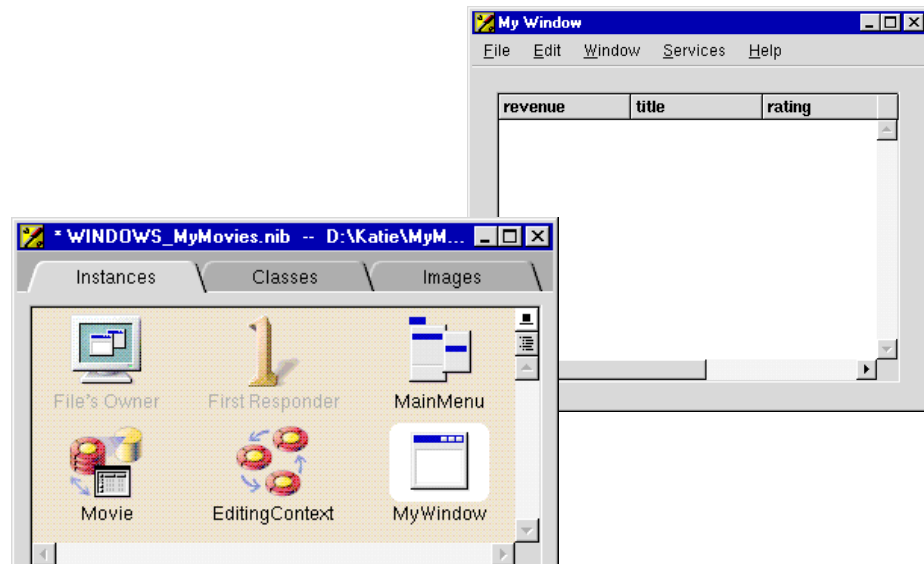 My Window
File Edit Window Services Help
revenue title rating
* WINDOWS_MyMovies.nib -- D:\Katie\MyM...
Instances Classes Images
File's Owner First Responder MainMenu
1
Movie EditingContext MyWindow